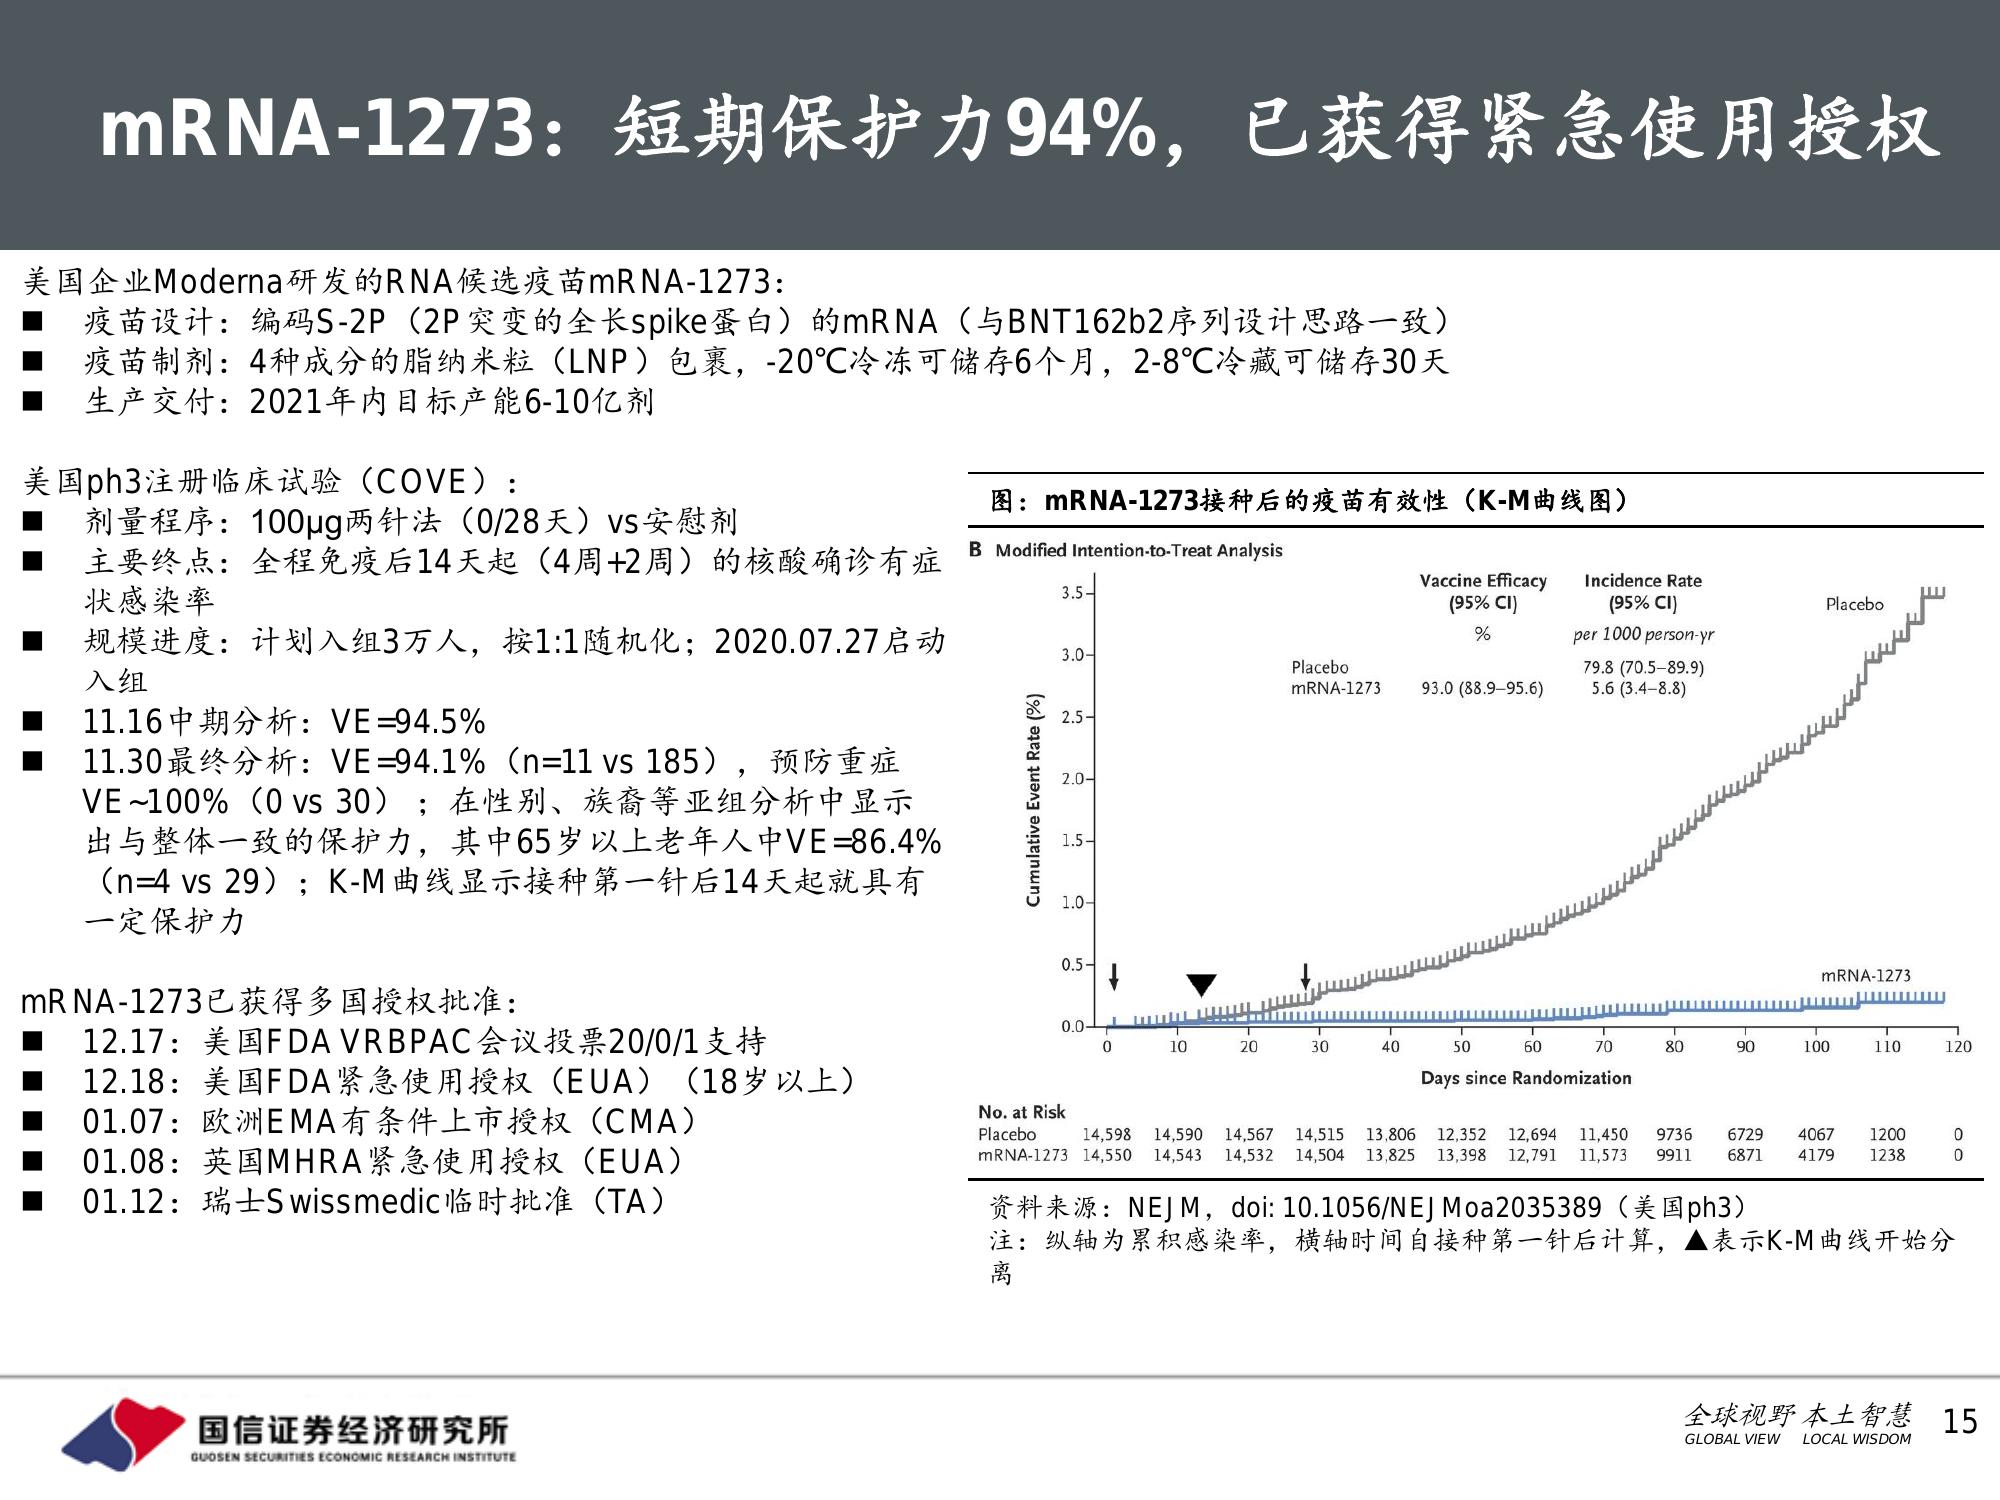 mRNA-1273：短期保护力94%，已获得紧急使用授权
美国企业Moderna研发的RNA候选疫苗mRNA-1273：
■ 疫苗设计：编码S-2P（2P突变的全长spike蛋白）的mRNA（与BNT162b2序列设计思路一致）
■ 疫苗制剂：4种成分的脂纳米粒（LNP）包裹，-20℃冷冻可储存6个月，2-8℃冷藏可储存30天
■ 生产交付：2021年内目标产能6-10亿剂
美国ph3注册临床试验（COVE）：
■ 剂量程序：100μg两针法（0/28天）vs安慰剂
■ 主要终点：全程免疫后14天起（4周+2周）的核酸确诊有症
状感染率
■ 规模进度：计划入组3万人，按1:1随机化；2020.07.27启动
入组
■ 11.16中期分析：VE=94.5%
■ 11.30最终分析：VE=94.1%（n=11 vs 185），预防重症
VE~100%（0 vs 30）；在性别、族裔等亚组分析中显示
出与整体一致的保护力，其中65岁以上老年人中VE=86.4%
（n=4 vs 29）；K-M曲线显示接种第一针后14天起就具有
一定保护力
mRNA-1273已获得多国授权批准：
■ 12.17：美国FDA VRBPAC会议投票20/0/1支持
■ 12.18：美国FDA紧急使用授权（EUA）（18岁以上）
■ 01.07：欧洲EMA有条件上市授权（CMA）
■ 01.08：英国MHRA紧急使用授权（EUA）
■ 01.12：瑞士Swissmedic临时批准（TA）
图：mRNA-1273接种后的疫苗有效性（K-M曲线图）
B Modified Intention-to-Treat Analysis
Vaccine Efficacy Incidence Rate
(95% CI) (95% CI)
% per 1000 person-yr
Placebo 79.8 (70.5–89.9)
mRNA-1273 93.0 (88.9–95.6) 5.6 (3.4–8.8)
Placebo
mRNA-1273
Cumulative Event Rate (%)
3.5
3.0
2.5
2.0
1.5
1.0
0.5
0.0
0 10 20 30 40 50 60 70 80 90 100 110 120
Days since Randomization
No. at Risk
Placebo 14,598 14,590 14,567 14,515 13,806 12,352 12,694 11,450 9736 6729 4067 1200 0
mRNA-1273 14,550 14,543 14,532 14,504 13,825 13,398 12,791 11,573 9911 6871 4179 1238 0
资料来源：NEJM，doi: 10.1056/NEJMoa2035389（美国ph3）
注：纵轴为累积感染率，横轴时间自接种第一针后计算，▲表示K-M曲线开始分
离
国信证券经济研究所
GUOSEN SECURITIES ECONOMIC RESEARCH INSTITUTE
全球视野 本土智慧
GLOBAL VIEW LOCAL WISDOM
15